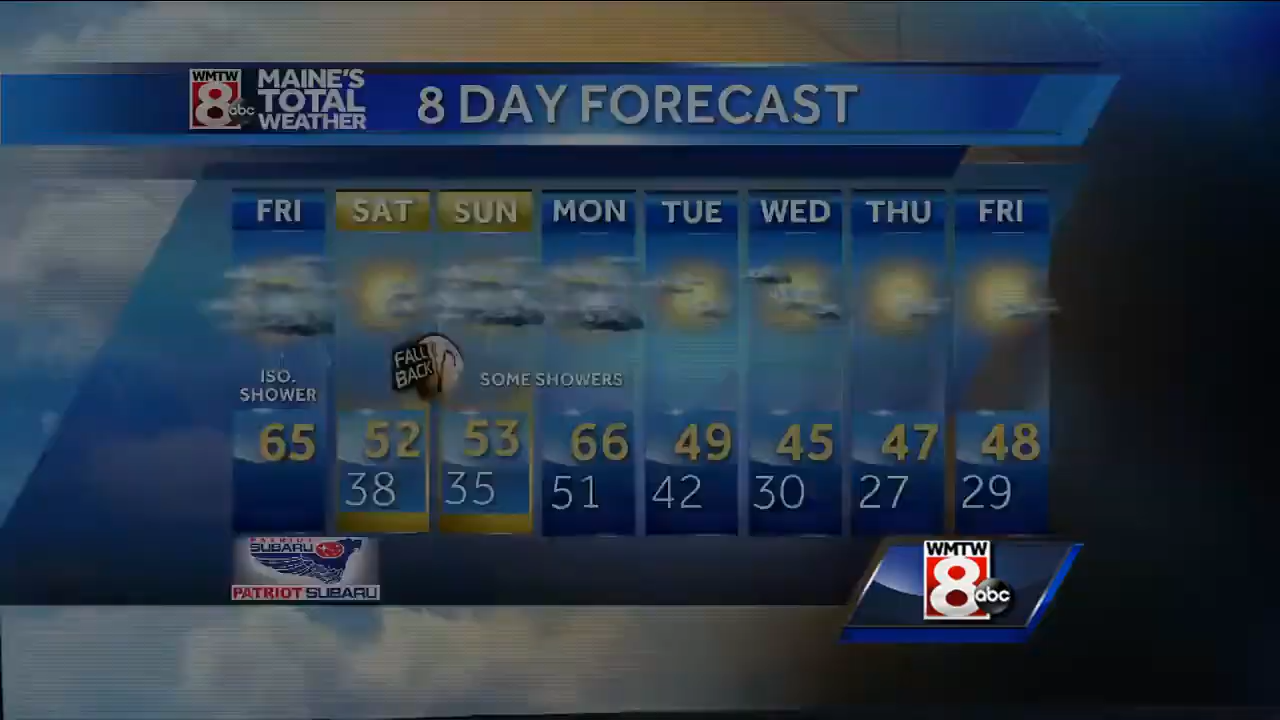 WMTW
8
abc
MAINE'S
TOTAL
WEATHER
8 DAY FORECAST
FRI SAT SUN MON TUE WED THU FRI
FALL
BACK
ISO.
SHOWER
SOME SHOWERS
65 52 53 66 49 45 47 48
38 35 51 42 30 27 29
PATRIOT
SUBARU
PATRIOT SUBARU
WMTW
8
abc